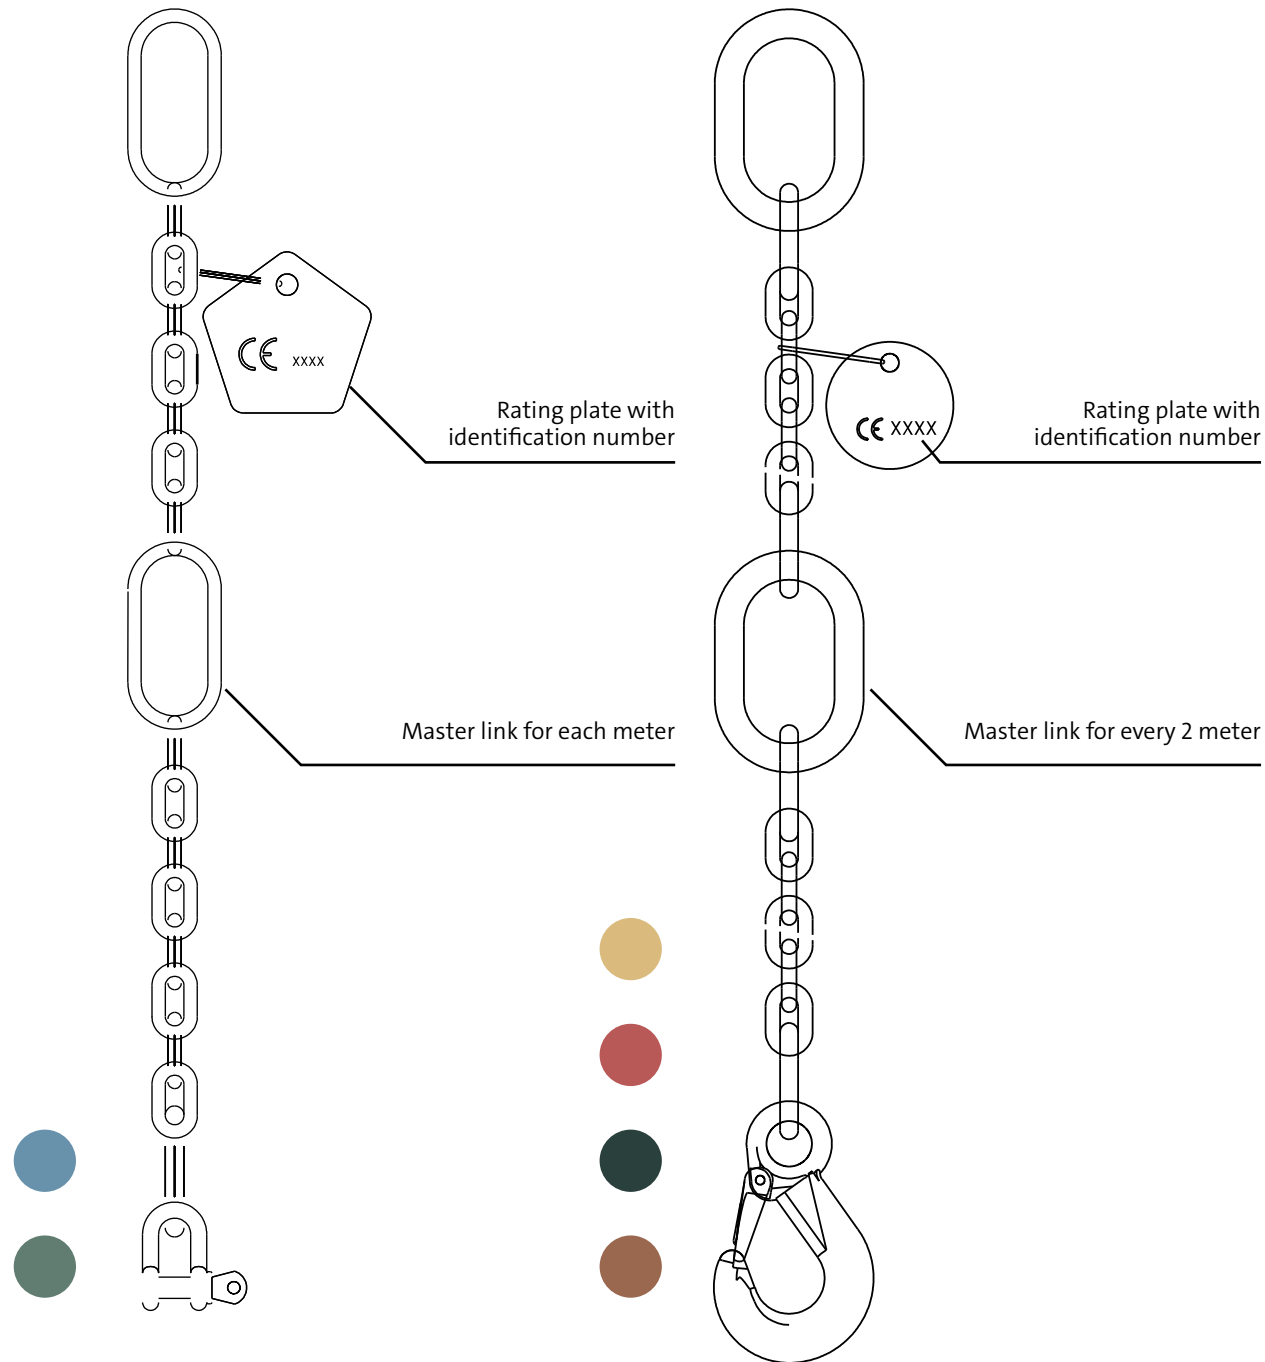 CE XXXX
Rating plate with
identification number
Master link for each meter
CE XXXX
Rating plate with
identification number
Master link for every 2 meter